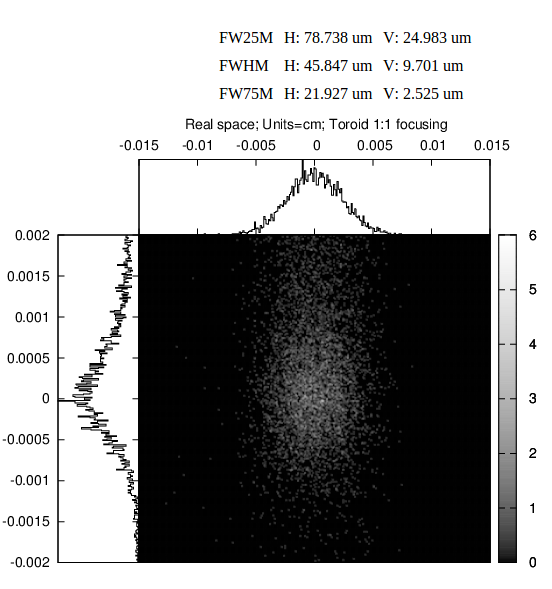 FW25M H: 78.738 um V: 24.983 um
FWHM H: 45.847 um V: 9.701 um
FW75M H: 21.927 um V: 2.525 um
Real space; Units=cm; Toroid 1:1 focusing
-0.015 -0.01 -0.005 0 0.005 0.01 0.015
0.002 6
0.0015 5
0.001 4
0.0005
0 3
-0.0005 2
-0.001
-0.0015 1
-0.002 0